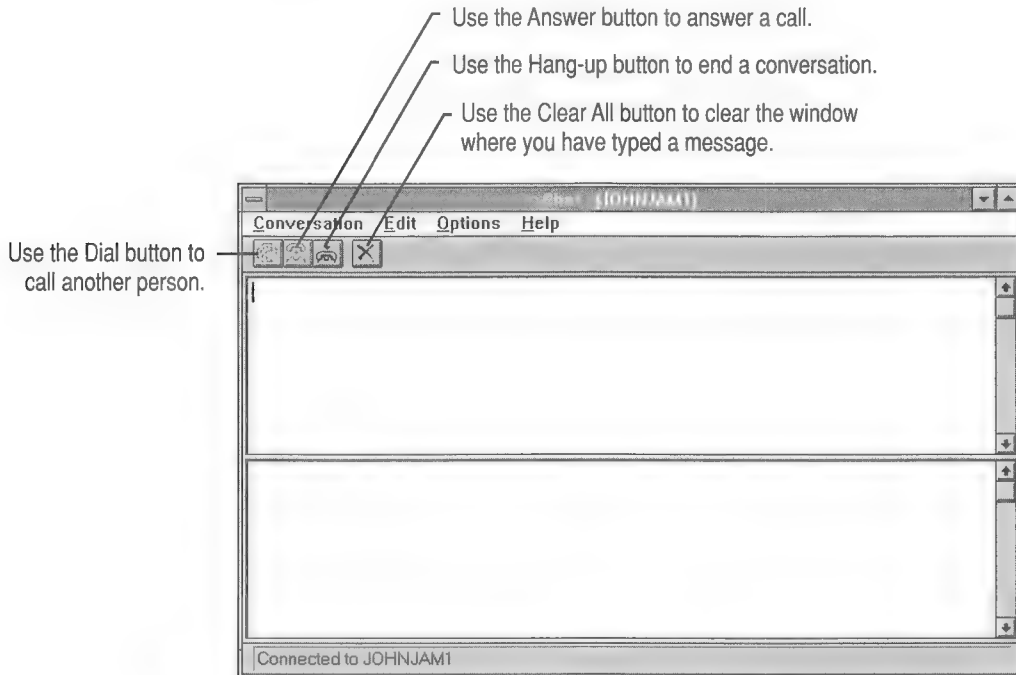 Use the Answer button to answer a call.
Use the Hang-up button to end a conversation.
Use the Clear All button to clear the window
where you have typed a message.
Use the Dial button to
call another person.
[JOHNJAM1]
Conversation Edit Options Help
Connected to JOHNJAM1